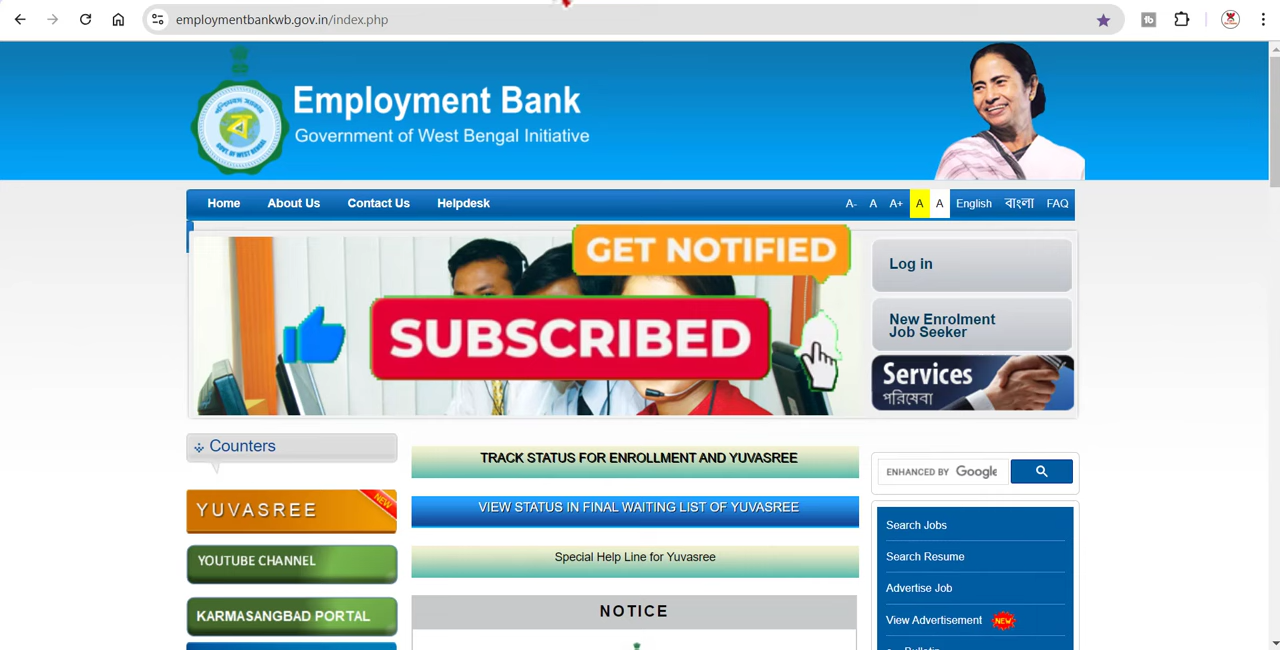 employmentbankwb.gov.in/index.php
Employment Bank
Government of West Bengal Initiative
Home About Us Contact Us Helpdesk A- A A+ A A English বাংলা FAQ
GET NOTIFIED
SUBSCRIBED
Log in
New Enrolment
Job Seeker
Services
পরিষেবা
Counters
YUVASREE NEW
YOUTUBE CHANNEL
KARMASANGBAD PORTAL
TRACK STATUS FOR ENROLLMENT AND YUVASREE
VIEW STATUS IN FINAL WAITING LIST OF YUVASREE
Special Help Line for Yuvasree
NOTICE
ENHANCED BY Google
Search Jobs
Search Resume
Advertise Job
View Advertisement NEW
Bulletin